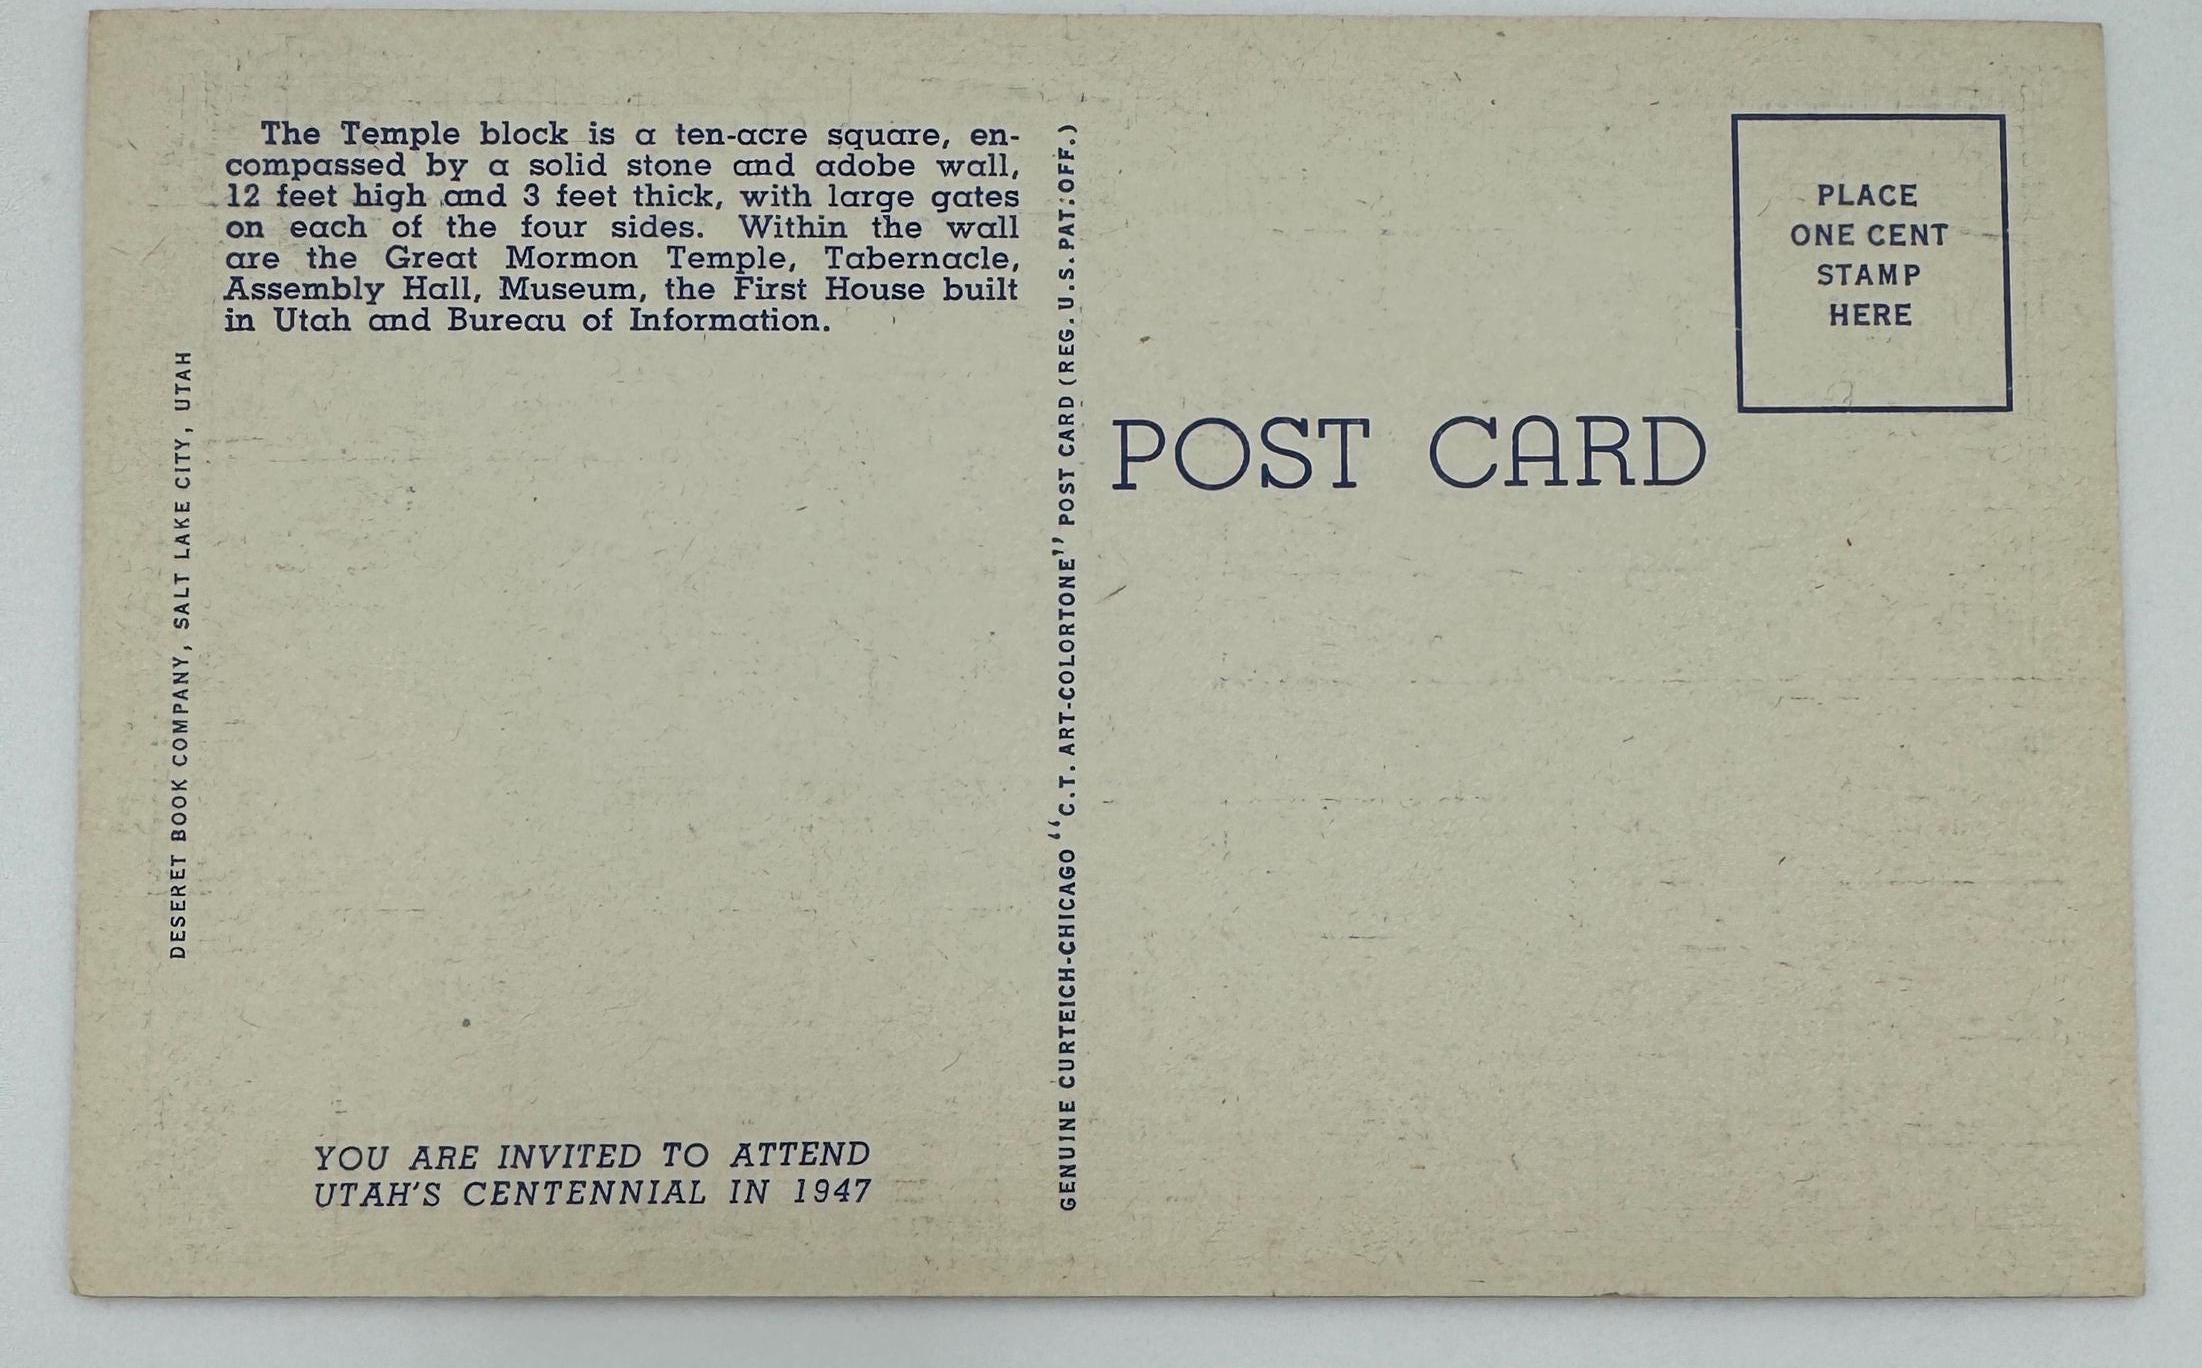 The Temple block is a ten-acre square, en-
compassed by a solid stone and adobe wall,
12 feet high and 3 feet thick, with large gates
on each of the four sides. Within the wall
are the Great Mormon Temple, Tabernacle,
Assembly Hall, Museum, the First House built
in Utah and Bureau of Information.
DESERET BOOK COMPANY, SALT LAKE CITY, UTAH
YOU ARE INVITED TO ATTEND
UTAH'S CENTENNIAL IN 1947
GENUINE CURTEICH-CHICAGO "C.T. ART-COLORTONE" POST CARD (REG. U.S. PAT. OFF.)
POST CARD
PLACE
ONE CENT
STAMP
HERE